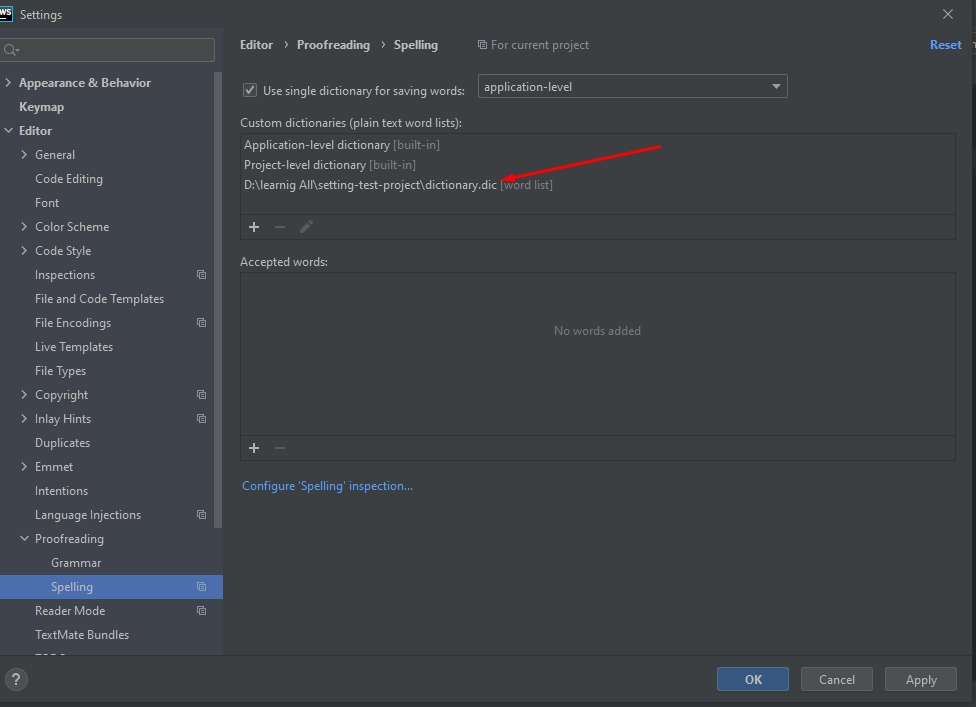 WS Settings
Editor › Proofreading › Spelling For current project Reset
Appearance & Behavior
Keymap
Editor
General
Code Editing
Font
Color Scheme
Code Style
Inspections
File and Code Templates
File Encodings
Live Templates
File Types
Copyright
Inlay Hints
Duplicates
Emmet
Intentions
Language Injections
Proofreading
Grammar
Spelling
Reader Mode
TextMate Bundles
Use single dictionary for saving words: application-level
Custom dictionaries (plain text word lists):
Application-level dictionary [built-in]
Project-level dictionary [built-in]
D:\learnig All\setting-test-project\dictionary.dic [word list]
Accepted words:
No words added
Configure 'Spelling' inspection...
? OK Cancel Apply